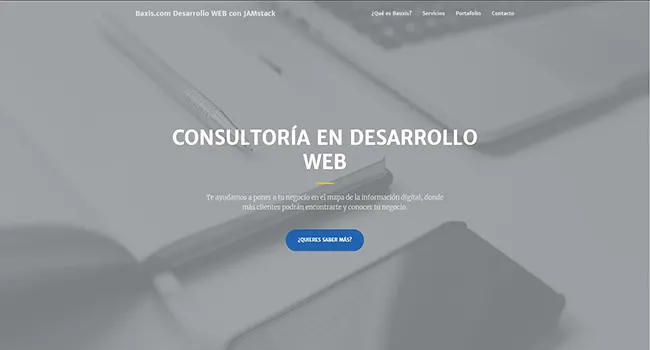 Baxis.com Desarrollo WEB con JAMstack
¿Qué es Basxis? Servicios Portafolio Contacto
CONSULTORÍA EN DESARROLLO
WEB
Te ayudamos a poner a tu negocio en el mapa de la información digital, donde
más clientes podrán encontrarte y conocer tu negocio.
¿QUIERES SABER MÁS?